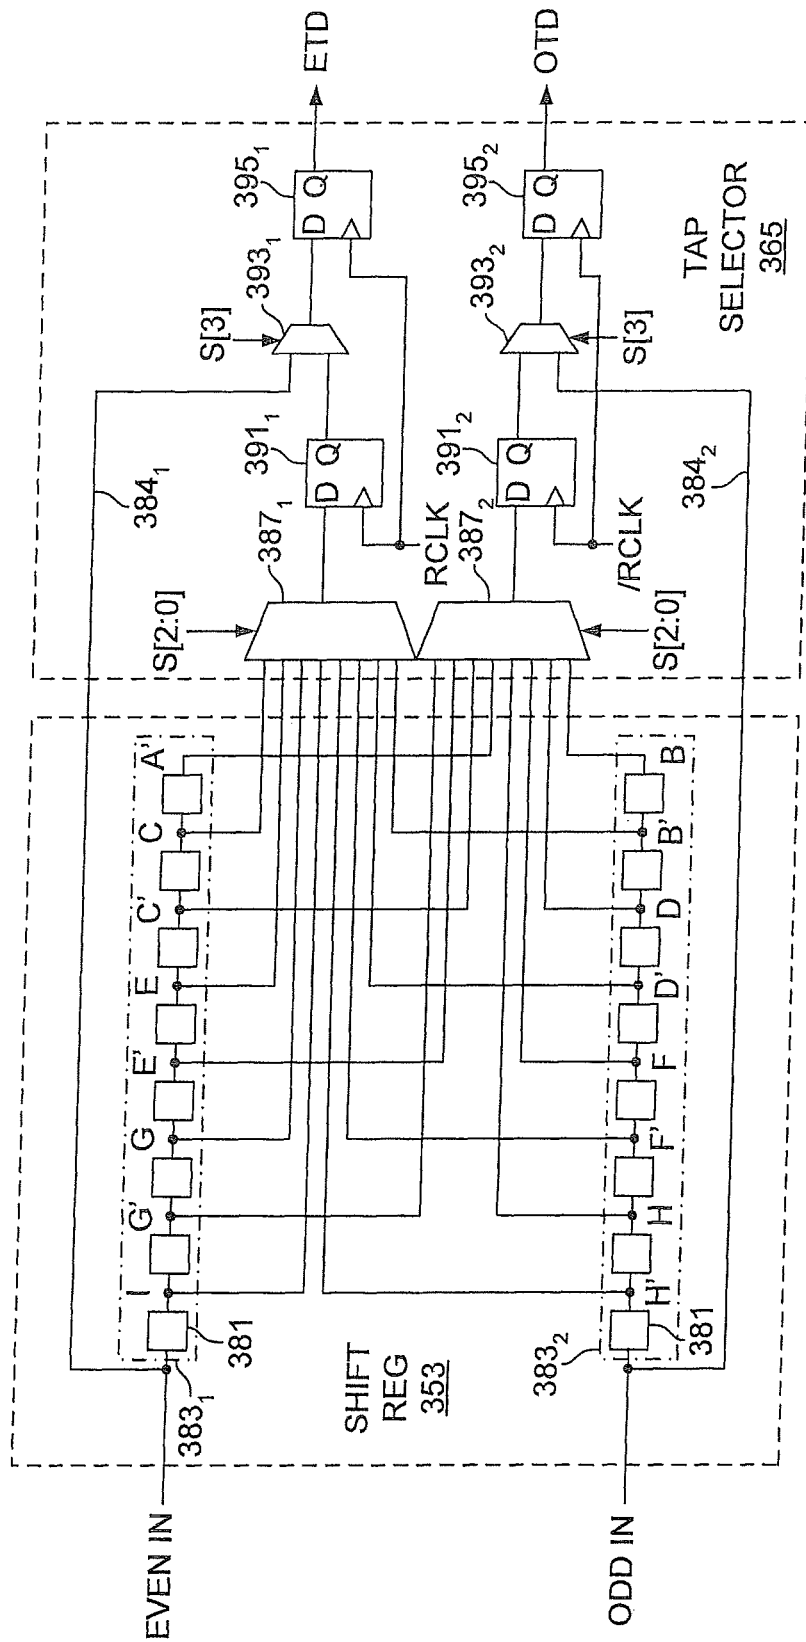 EVEN IN
383₁
381
I
G'
G
E'
E
C'
C
A'
384₁
S[2:0]
387₁
391₁
D Q
RCLK
S[3]
393₁
395₁
D Q
ETD
SHIFT
REG
353
ODD IN
383₂
381
H'
H
F'
F
D'
D
B'
B
384₂
S[2:0]
387₂
391₂
D Q
/RCLK
S[3]
393₂
395₂
D Q
OTD
TAP
SELECTOR
365